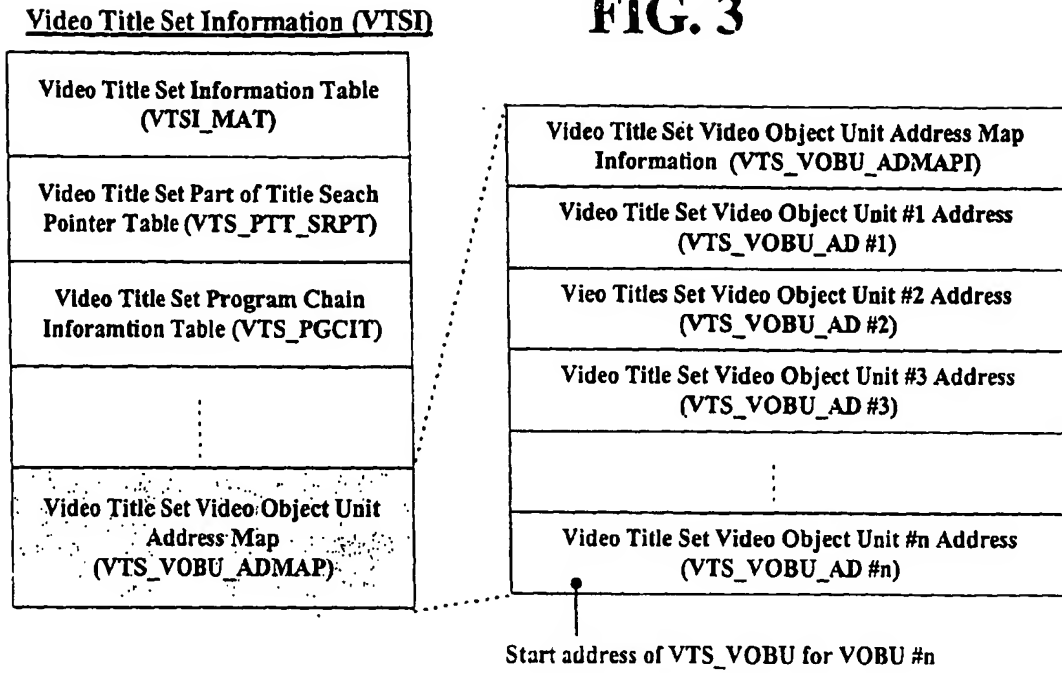 Video Title Set Information (VTSI)
FIG. 3
Video Title Set Information Table
(VTSI_MAT)
Video Title Set Part of Title Seach
Pointer Table (VTS_PTT_SRPT)
Video Title Set Program Chain
Inforamtion Table (VTS_PGCIT)
Video Title Set Video Object Unit
Address Map
(VTS_VOBU_ADMAP)
Video Title Set Video Object Unit Address Map
Information (VTS_VOBU_ADMAPI)
Video Title Set Video Object Unit #1 Address
(VTS_VOBU_AD #1)
Vieo Titles Set Video Object Unit #2 Address
(VTS_VOBU_AD #2)
Video Title Set Video Object Unit #3 Address
(VTS_VOBU_AD #3)
Video Title Set Video Object Unit #n Address
(VTS_VOBU_AD #n)
Start address of VTS_VOBU for VOBU #n